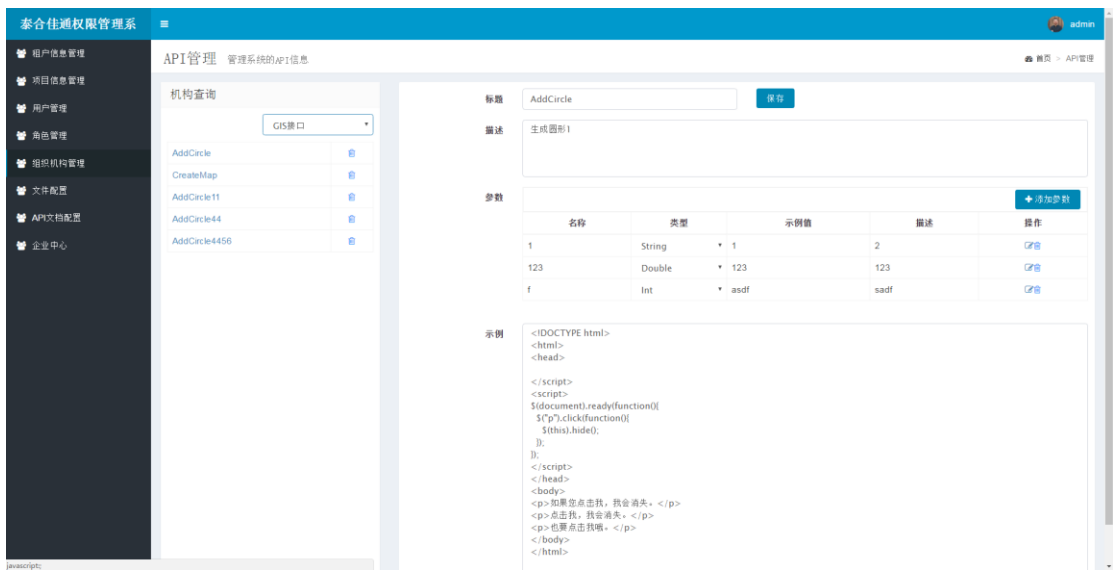 泰合佳通权限管理系
admin
租户信息管理
项目信息管理
用户管理
角色管理
组织机构管理
文件配置
API文档配置
企业中心
API管理 管理系统的API信息
首页 > API管理
机构查询
GIS接口
AddCircle
CreateMap
AddCircle11
AddCircle44
AddCircle4456
标题 AddCircle 保存
描述 生成圆形1
参数 添加参数
名称 类型 示例值 描述 操作
1 String 1 2
123 Double 123 123
f Int asdf sadf
示例
<!DOCTYPE html>
<html>
<head>
</script>
<script>
$(document).ready(function(){
$("p").click(function(){
$(this).hide();
});
});
</script>
</head>
<body>
<p>如果您点击我，我会消失。</p>
<p>点击我，我会消失。</p>
<p>也要点击我哦。</p>
</body>
</html>
javascript:;